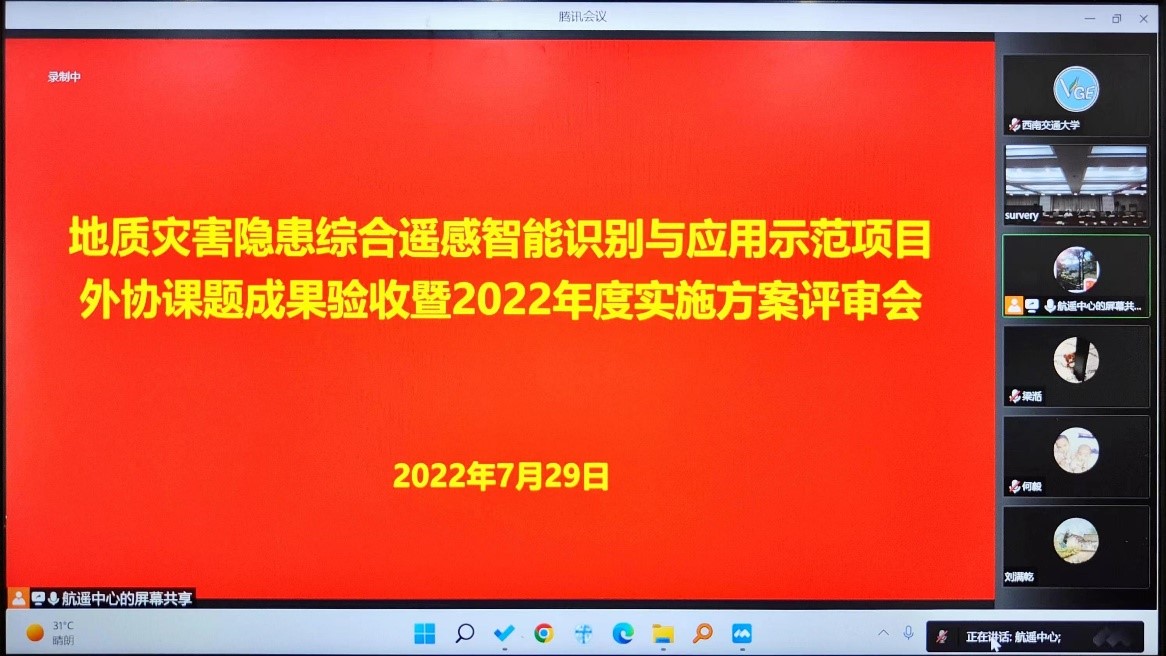 腾讯会议
录制中
地质灾害隐患综合遥感智能识别与应用示范项目
外协课题成果验收暨2022年度实施方案评审会
2022年7月29日
航遥中心的屏幕共享
VGE
西南交通大学
survery
航遥中心的屏幕共...
梁湉
何毅
刘满乾
31°C
晴朗
正在讲话: 航遥中心;